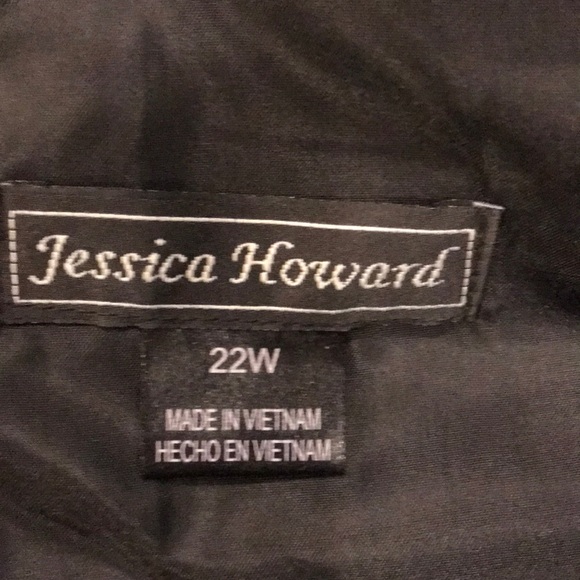 Jessica Howard
22W
MADE IN VIETNAM
HECHO EN VIETNAM